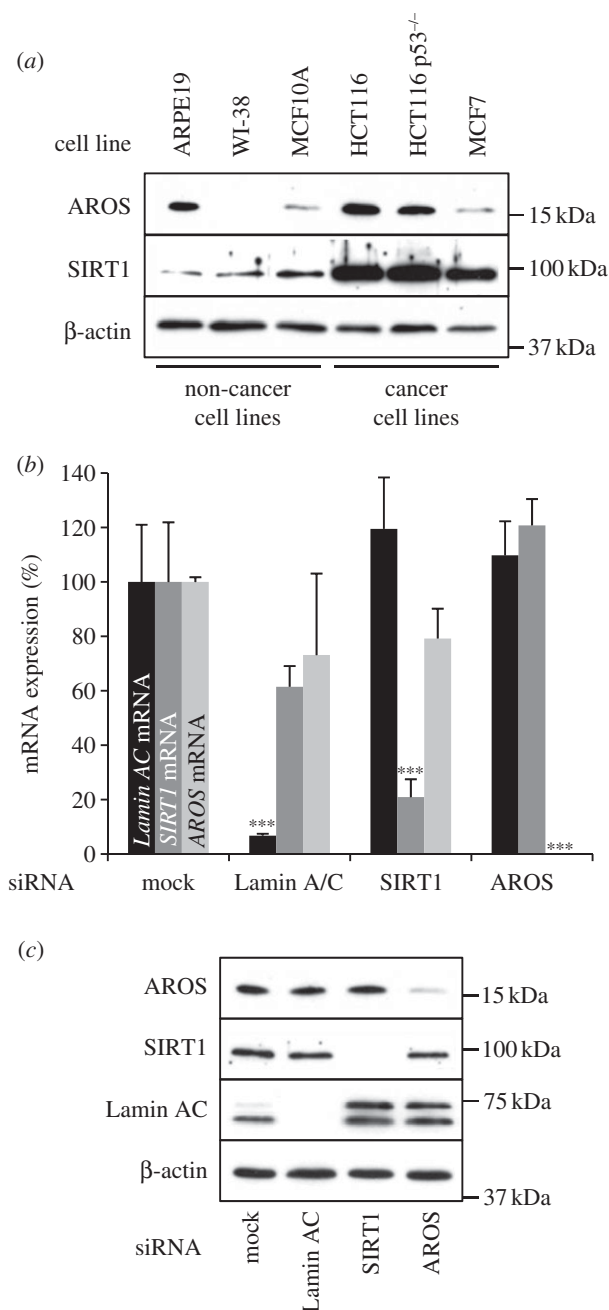 (a)
cell line
ARPE19
WI-38
MCF10A
HCT116
HCT116 p53−/−
MCF7
AROS
15 kDa
SIRT1
100 kDa
β-actin
37 kDa
non-cancer
cell lines
cancer
cell lines
(b)
mRNA expression (%)
140
120
100
80
60
40
20
0
Lamin AC mRNA
SIRT1 mRNA
AROS mRNA
***
***
***
siRNA mock Lamin A/C SIRT1 AROS
(c)
AROS
15 kDa
SIRT1
100 kDa
Lamin AC
75 kDa
β-actin
37 kDa
siRNA
mock
Lamin AC
SIRT1
AROS